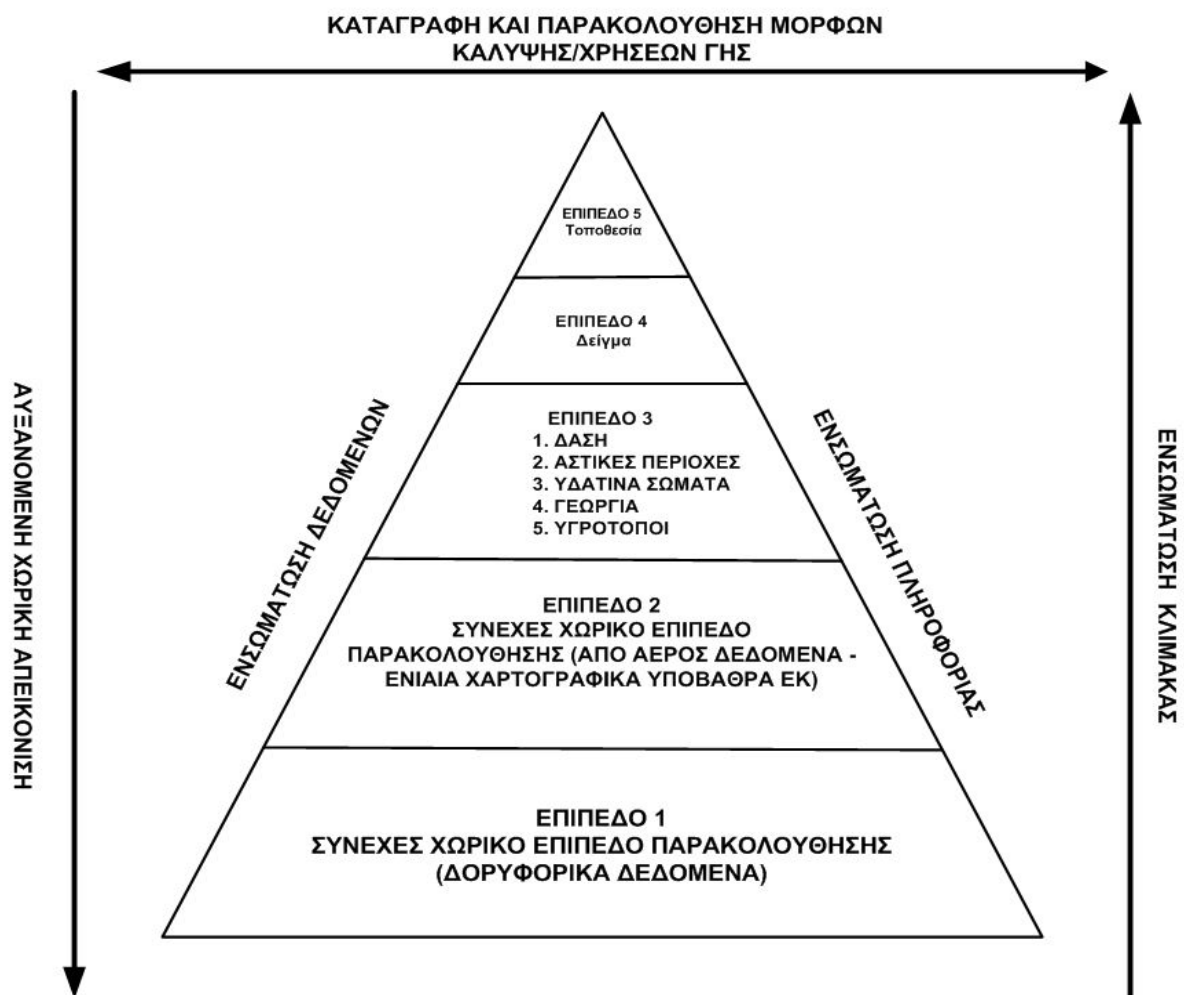 ΚΑΤΑΓΡΑΦΗ ΚΑΙ ΠΑΡΑΚΟΛΟΥΘΗΣΗ ΜΟΡΦΩΝ
ΚΑΛΥΨΗΣ/ΧΡΗΣΕΩΝ ΓΗΣ
ΕΠΙΠΕΔΟ 5
Τοποθεσία
ΕΠΙΠΕΔΟ 4
Δείγμα
ΕΠΙΠΕΔΟ 3
1. ΔΑΣΗ
2. ΑΣΤΙΚΕΣ ΠΕΡΙΟΧΕΣ
3. ΥΔΑΤΙΝΑ ΣΩΜΑΤΑ
4. ΓΕΩΡΓΙΑ
5. ΥΓΡΟΤΟΠΟΙ
ΕΠΙΠΕΔΟ 2
ΣΥΝΕΧΕΣ ΧΩΡΙΚΟ ΕΠΙΠΕΔΟ
ΠΑΡΑΚΟΛΟΥΘΗΣΗΣ (ΑΠΟ ΑΕΡΟΣ ΔΕΔΟΜΕΝΑ -
ΕΝΙΑΙΑ ΧΑΡΤΟΓΡΑΦΙΚΑ ΥΠΟΒΑΘΡΑ ΕΚ)
ΕΠΙΠΕΔΟ 1
ΣΥΝΕΧΕΣ ΧΩΡΙΚΟ ΕΠΙΠΕΔΟ ΠΑΡΑΚΟΛΟΥΘΗΣΗΣ
(ΔΟΡΥΦΟΡΙΚΑ ΔΕΔΟΜΕΝΑ)
ΑΥΞΑΝΟΜΕΝΗ ΧΩΡΙΚΗ ΑΠΕΙΚΟΝΙΣΗ
ΕΝΣΩΜΑΤΩΣΗ ΔΕΔΟΜΕΝΩΝ
ΕΝΣΩΜΑΤΩΣΗ ΠΛΗΡΟΦΟΡΙΑΣ
ΕΝΣΩΜΑΤΩΣΗ ΚΛΙΜΑΚΑΣ